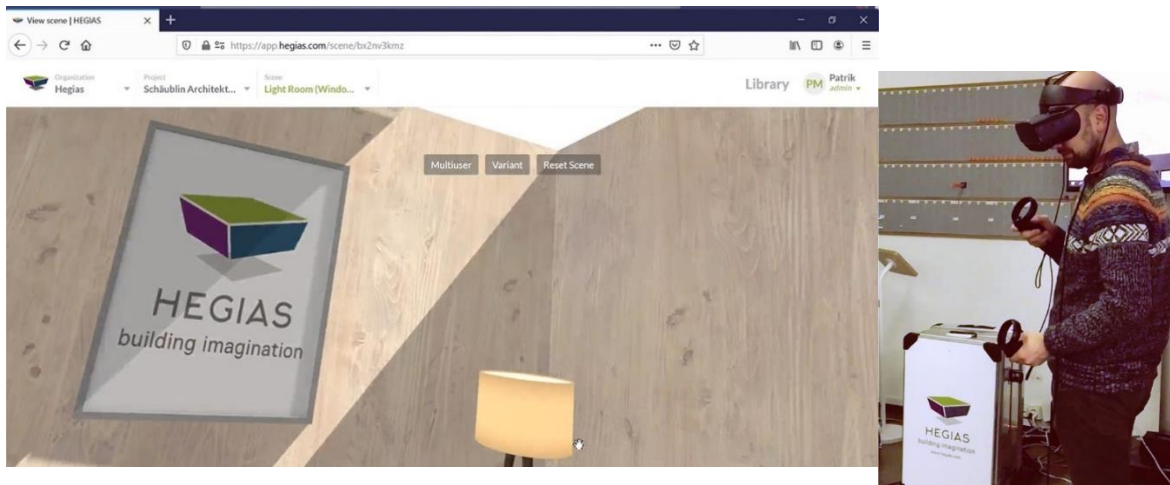 View scene | HEGIAS
https://app.hegias.com/scene/bx2nv3kmz
Organization
Hegias
Project
Schäublin Architekt...
Scene
Light Room (Windo...
Library
PM
Patrik
admin
Multiuser
Variant
Reset Scene
HEGIAS
building imagination
HEGIAS
building imagination